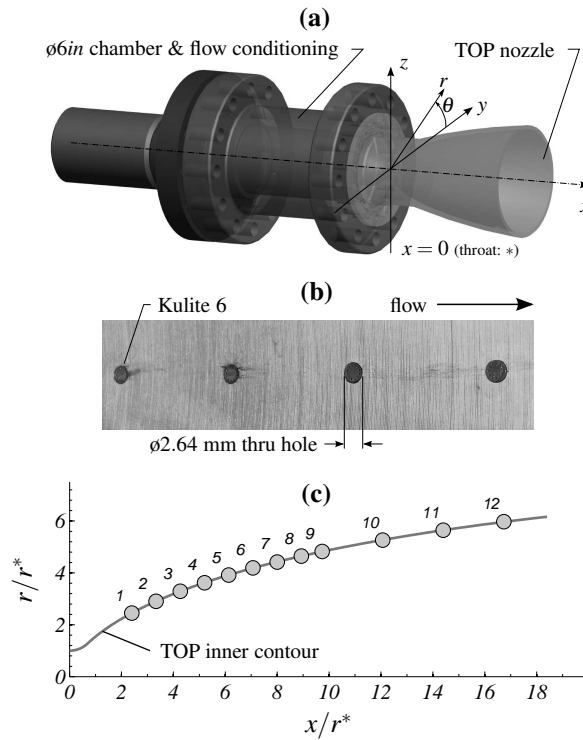 (a)
ø6in chamber & flow conditioning
TOP nozzle
z
r
θ
y
x
x = 0 (throat: *)
(b)
Kulite 6
flow
ø2.64 mm thru hole
(c)
r/r*
6
4
2
0
1 2 3 4 5 6 7 8 9 10 11 12
TOP inner contour
0 2 4 6 8 10 12 14 16 18
x/r*